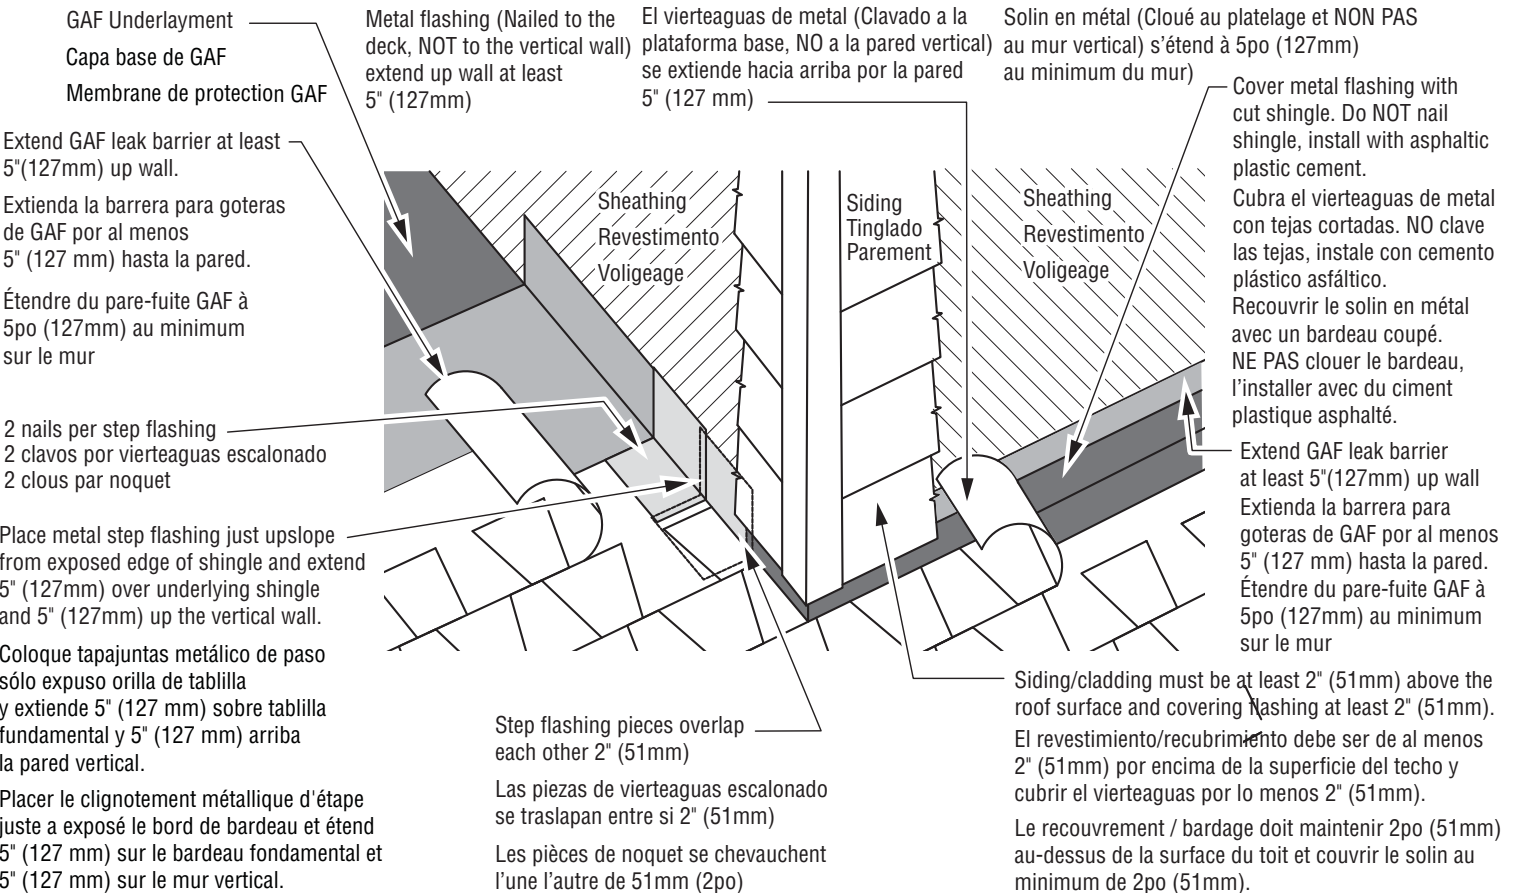 GAF Underlayment
Capa base de GAF
Membrane de protection GAF
Metal flashing (Nailed to the
deck, NOT to the vertical wall)
extend up wall at least
5" (127mm)
El vierteaguas de metal (Clavado a la
plataforma base, NO a la pared vertical)
se extiende hacia arriba por la pared
5" (127 mm)
Solin en métal (Cloué au platelage et NON PAS
au mur vertical) s’étend à 5po (127mm)
au minimum du mur)
Extend GAF leak barrier at least
5"(127mm) up wall.
Extienda la barrera para goteras
de GAF por al menos
5" (127 mm) hasta la pared.
Étendre du pare-fuite GAF à
5po (127mm) au minimum
sur le mur
2 nails per step flashing
2 clavos por vierteaguas escalonado
2 clous par noquet
Place metal step flashing just upslope
from exposed edge of shingle and extend
5" (127mm) over underlying shingle
and 5" (127mm) up the vertical wall.
Coloque tapajuntas metálico de paso
sólo expuso orilla de tablilla
y extiende 5" (127 mm) sobre tablilla
fundamental y 5" (127 mm) arriba
la pared vertical.
Placer le clignotement métallique d'étape
juste a exposé le bord de bardeau et étend
5" (127 mm) sur le bardeau fondamental et
5" (127 mm) sur le mur vertical.
Sheathing
Revestimento
Voligeage
Siding
Tinglado
Parement
Sheathing
Revestimento
Voligeage
Step flashing pieces overlap
each other 2" (51mm)
Las piezas de vierteaguas escalonado
se traslapan entre si 2" (51mm)
Les pièces de noquet se chevauchent
l’une l’autre de 51mm (2po)
Cover metal flashing with
cut shingle. Do NOT nail
shingle, install with asphaltic
plastic cement.
Cubra el vierteaguas de metal
con tejas cortadas. NO clave
las tejas, instale con cemento
plástico asfáltico.
Recouvrir le solin en métal
avec un bardeau coupé.
NE PAS clouer le bardeau,
l’installer avec du ciment
plastique asphalté.
Extend GAF leak barrier
at least 5"(127mm) up wall
Extienda la barrera para
goteras de GAF por al menos
5" (127 mm) hasta la pared.
Étendre du pare-fuite GAF à
5po (127mm) au minimum
sur le mur
Siding/cladding must be at least 2" (51mm) above the
roof surface and covering flashing at least 2" (51mm).
El revestimiento/recubrimiento debe ser de al menos
2" (51mm) por encima de la superficie del techo y
cubrir el vierteaguas por lo menos 2" (51mm).
Le recouvrement / bardage doit maintenir 2po (51mm)
au-dessus de la surface du toit et couvrir le solin au
minimum de 2po (51mm).